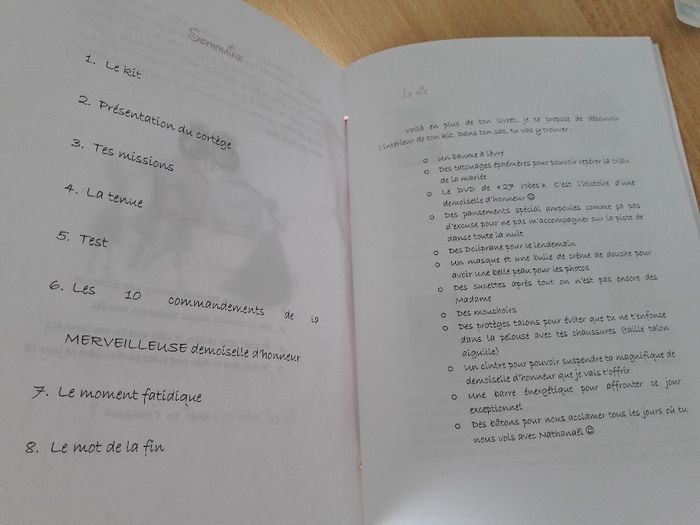 Sommaire
1. Le kit
2. Présentation du cortège
3. Tes missions
4. La tenue
5. Test
6. Les 10 commandements de la
MERVEILLEUSE demoiselle d'honneur
7. Le moment fatidique
8. Le mot de la fin
Le kit
Voilà en plus de ton livret, je te propose de découvrir
l'intérieur de ton kit. Dans ton sac, tu vas y trouver :
o Un baume à lèvre
o Des tatouages éphémères pour pouvoir repérer la tribu
de la mariée
o Le DVD de « 27 robes ». C'est l'histoire d'une
demoiselle d'honneur ☺
o Des pansements spécial ampoules comme ça pas
d'excuse pour ne pas m'accompagner sur la piste de
danse toute la nuit
o Des Doliprane pour le lendemain
o Un masque et une bulle de crème de douche pour
avoir une belle peau pour les photos
o Des sucettes après tout on n'est pas encore des
Madame
o Des mouchoirs
o Des protèges talons pour éviter que tu ne t'enfonce
dans la pelouse avec tes chaussures (taille talon
aiguille)
o Un cintre pour pouvoir suspendre ta magnifique de
demoiselle d'honneur que je vais t'offrir
o Une barre énergétique pour affronter ce jour
exceptionnel
o Des bâtons pour nous acclamer tous les jours où tu
nous vois avec Nathanaël ☺